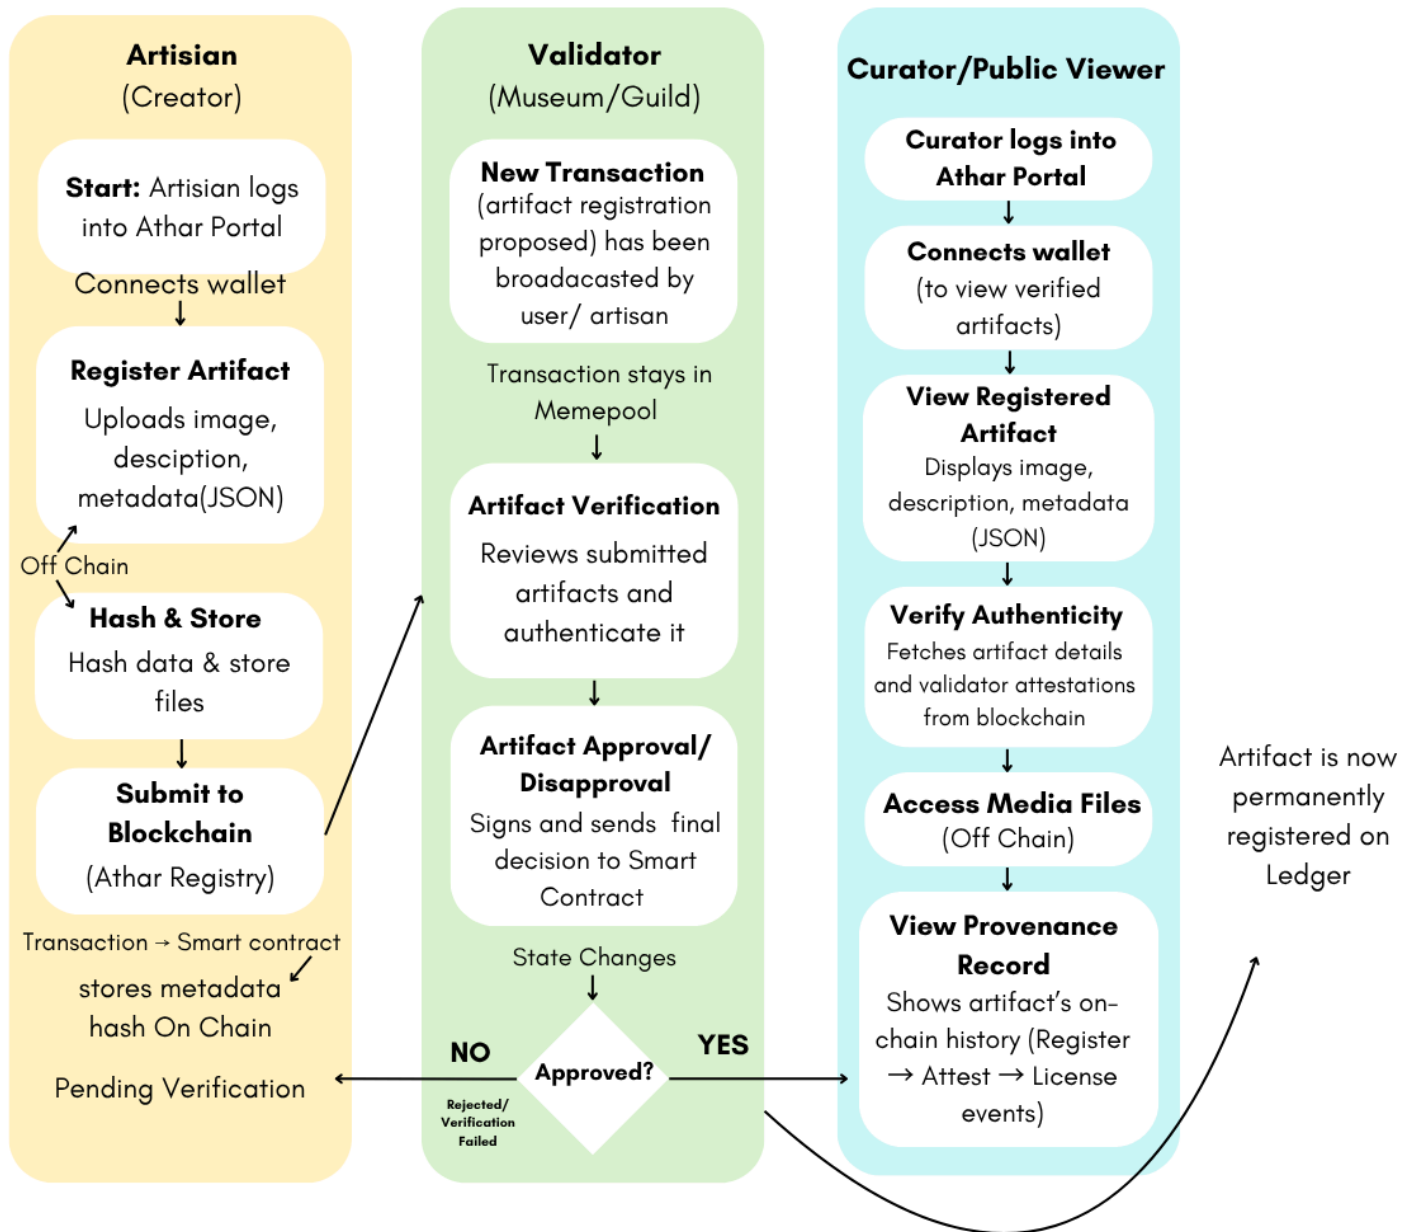 Artisian
(Creator)
Start: Artisian logs
into Athar Portal
Connects wallet
Register Artifact
Uploads image,
desciption,
metadata(JSON)
Off Chain
Hash & Store
Hash data & store
files
Submit to
Blockchain
(Athar Registry)
Transaction → Smart contract
stores metadata
hash On Chain
Pending Verification
Validator
(Museum/Guild)
New Transaction
(artifact registration
proposed) has been
broadacasted by
user/ artisan
Transaction stays in
Memepool
Artifact Verification
Reviews submitted
artifacts and
authenticate it
Artifact Approval/
Disapproval
Signs and sends final
decision to Smart
Contract
State Changes
Approved?
NO
Rejected/
Verification
Failed
YES
Curator/Public Viewer
Curator logs into
Athar Portal
Connects wallet
(to view verified
artifacts)
View Registered
Artifact
Displays image,
description, metadata
(JSON)
Verify Authenticity
Fetches artifact details
and validator attestations
from blockchain
Access Media Files
(Off Chain)
View Provenance
Record
Shows artifact's on-
chain history (Register
→ Attest → License
events)
Artifact is now
permanently
registered on
Ledger